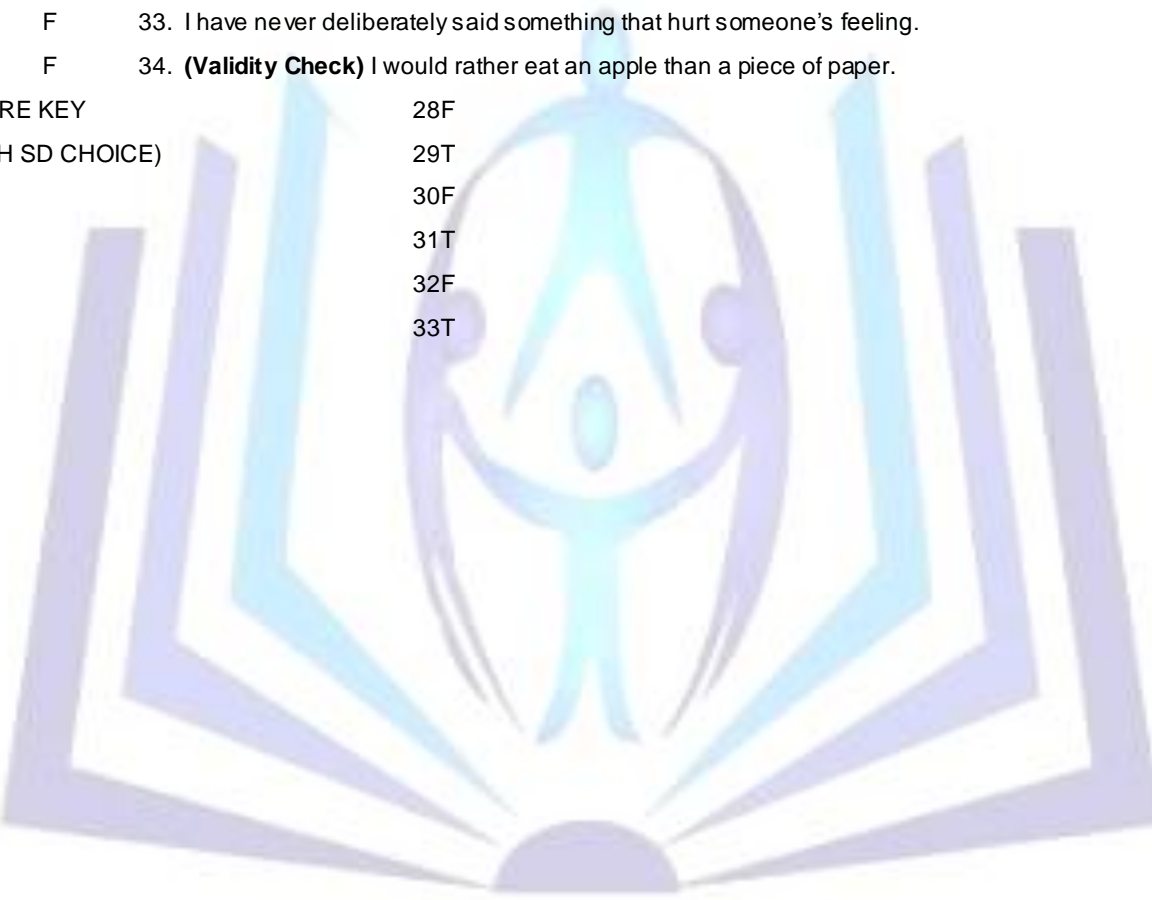 F 33. I have never deliberately said something that hurt someone’s feeling.
F 34. (Validity Check) I would rather eat an apple than a piece of paper.
RE KEY 28F
H SD CHOICE) 29T
30F
31T
32F
33T